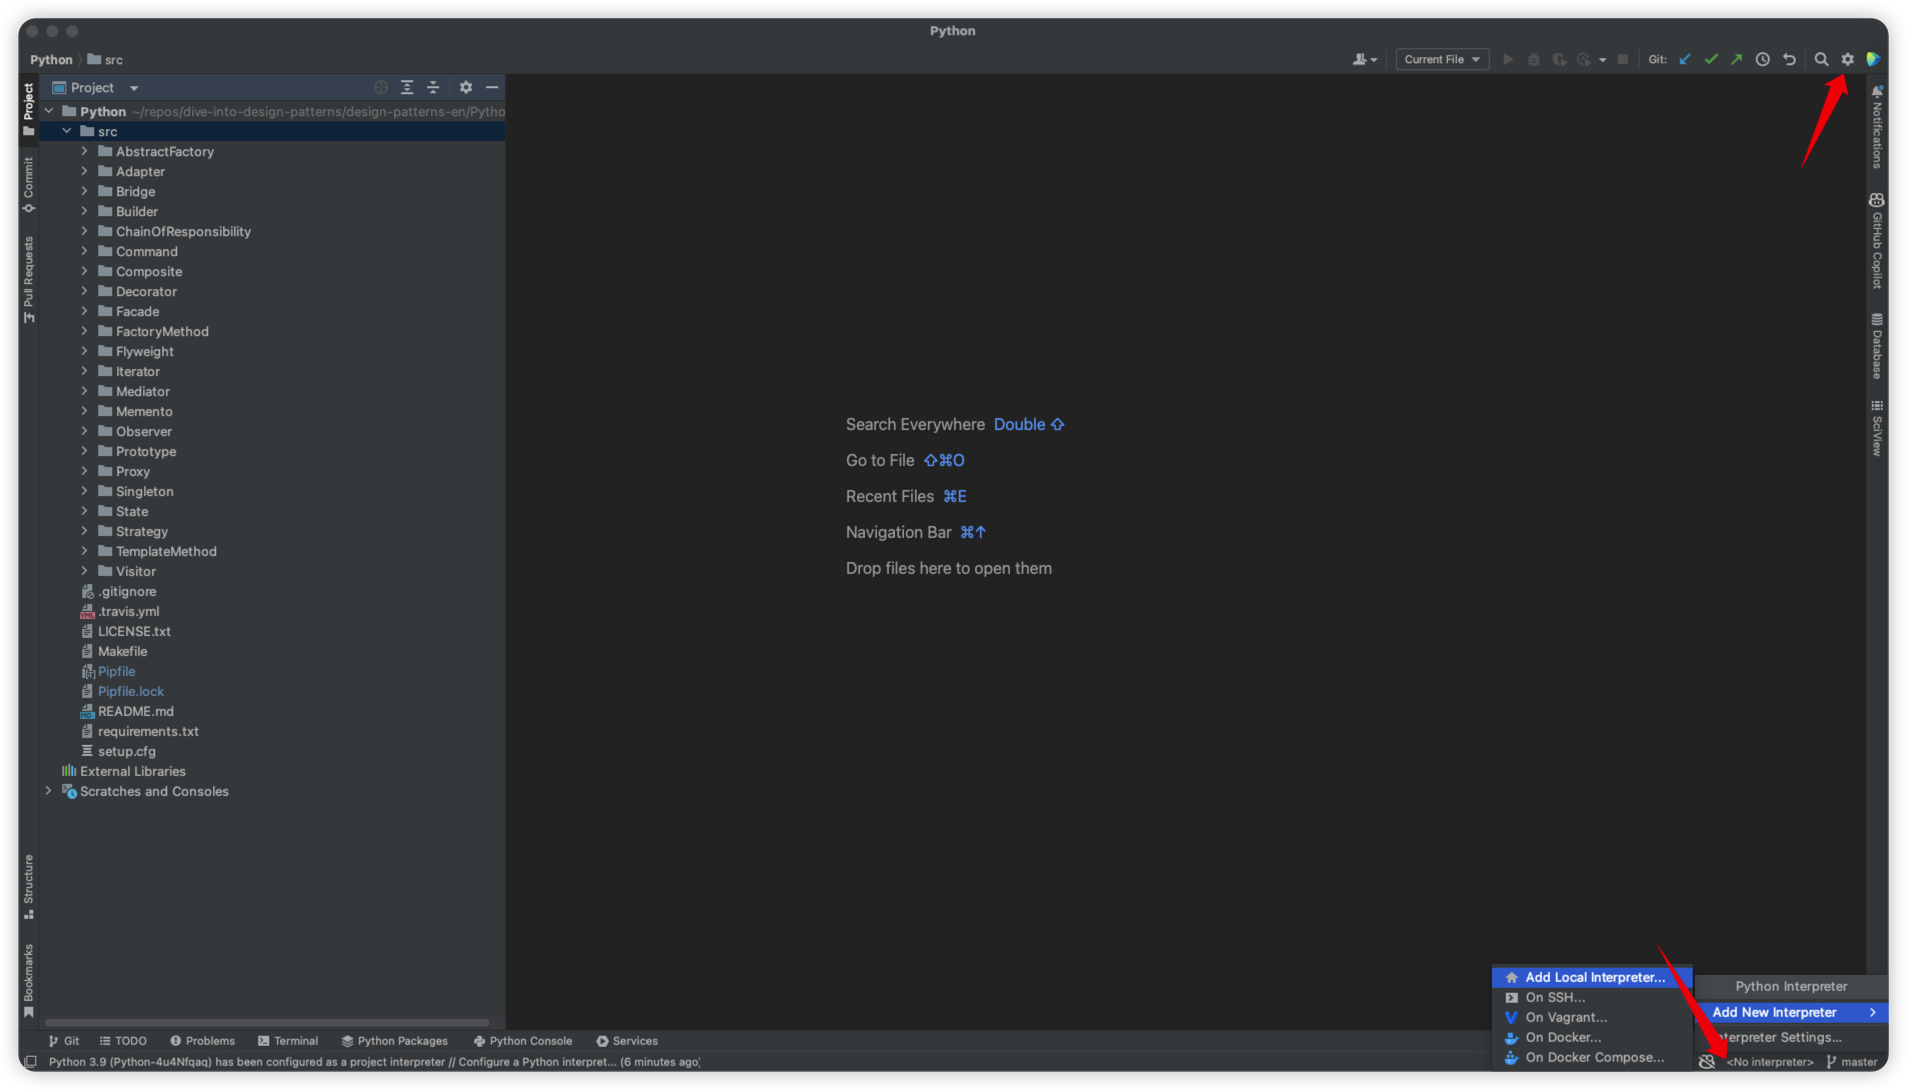 Python
Python
src
Current File
Git:
Project
Project
Commit
Pull Requests
Structure
Bookmarks
Python ~/repos/dive-into-design-patterns/design-patterns-en/Pytho
src
AbstractFactory
Adapter
Bridge
Builder
ChainOfResponsibility
Command
Composite
Decorator
Facade
FactoryMethod
Flyweight
Iterator
Mediator
Memento
Observer
Prototype
Proxy
Singleton
State
Strategy
TemplateMethod
Visitor
.gitignore
.travis.yml
LICENSE.txt
Makefile
Pipfile
Pipfile.lock
README.md
requirements.txt
setup.cfg
External Libraries
Scratches and Consoles
Search Everywhere Double ⇧
Go to File ⇧⌘O
Recent Files ⌘E
Navigation Bar ⌘↑
Drop files here to open them
Notifications
GitHub Copilot
Database
SciView
Add Local Interpreter...
On SSH...
On Vagrant...
On Docker...
On Docker Compose...
Python Interpreter
Add New Interpreter
nterpreter Settings...
Git
TODO
Problems
Terminal
Python Packages
Python Console
Services
Python 3.9 (Python-4u4Nfqaq) has been configured as a project interpreter // Configure a Python interpret... (6 minutes ago)
<No interpreter>
master